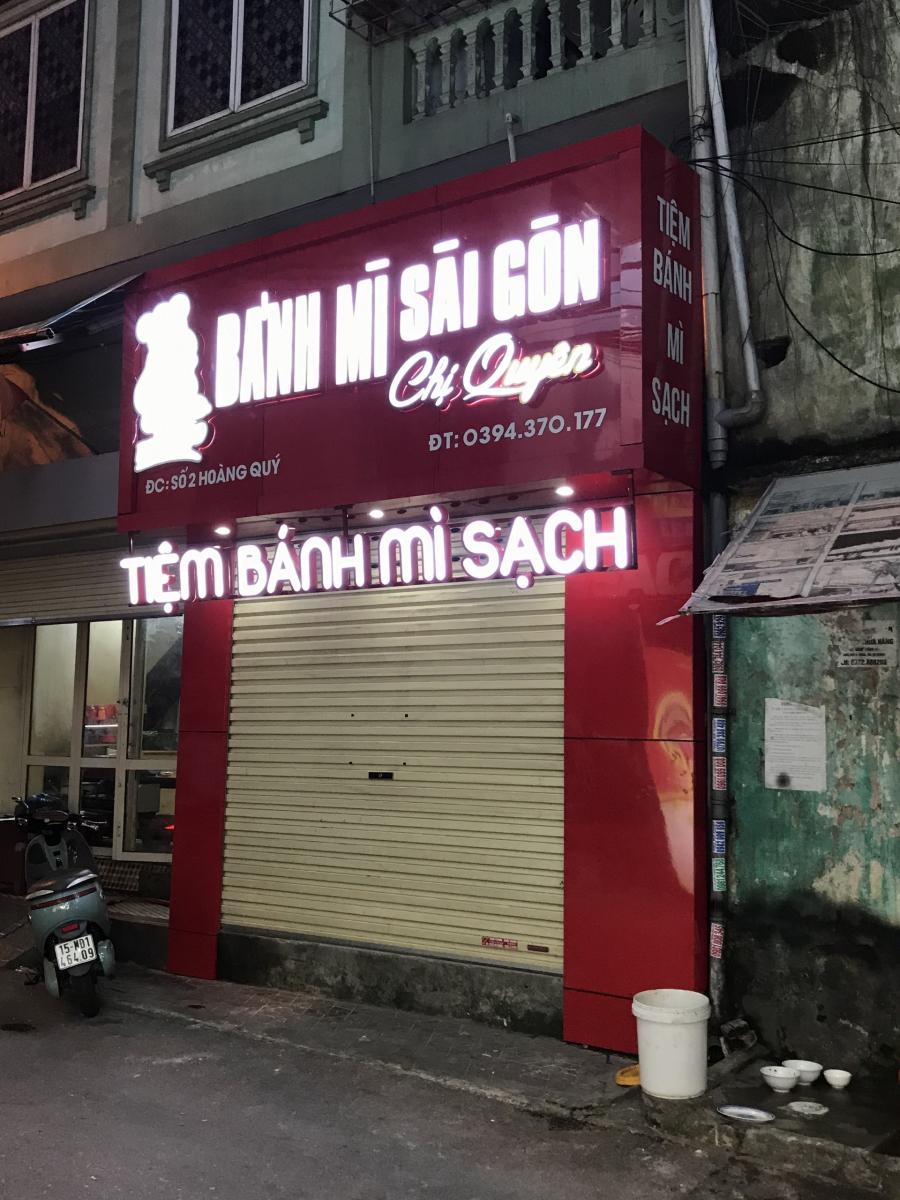 BÁNH MÌ SÀI GÒN
Chị Quyên
ĐT: 0394.370.177
ĐC: SỐ 2 HOÀNG QUÝ
TIỆM BÁNH MÌ SẠCH
TIỆM
BÁNH
MÌ
SẠCH
15-MD1
464.09